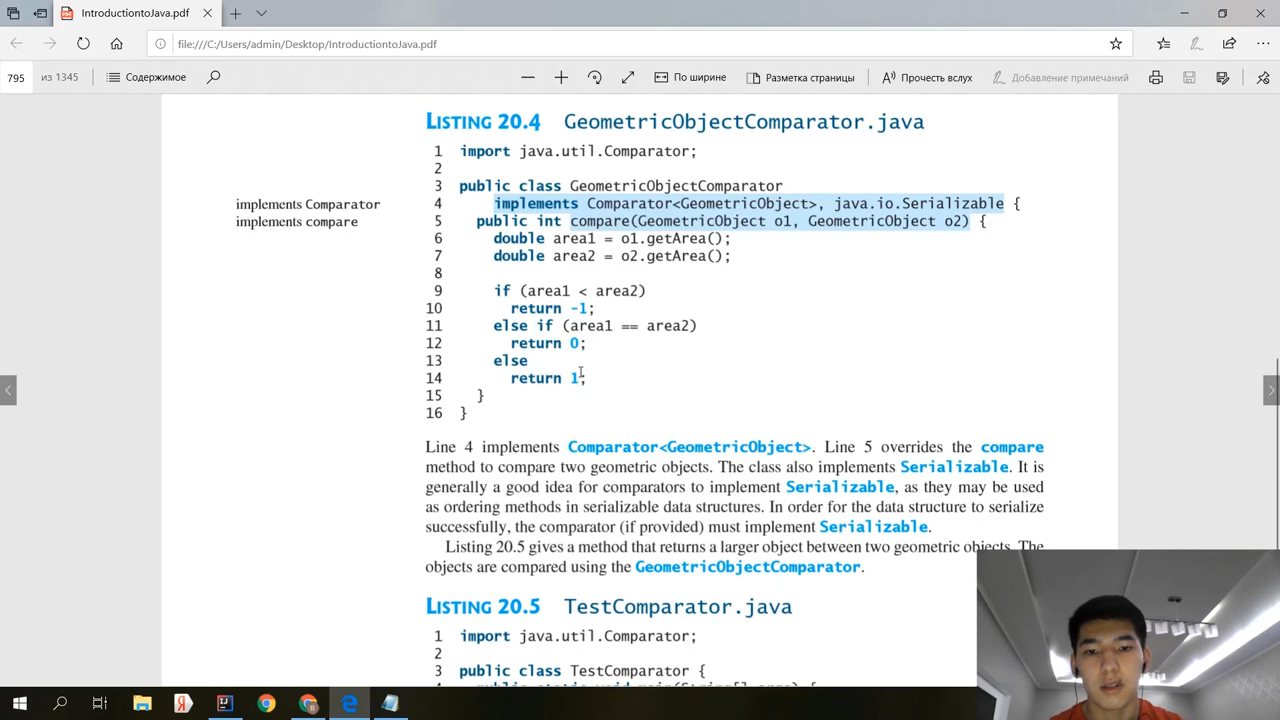 IntroductiontoJava.pdf
file:///C:/Users/admin/Desktop/IntroductiontoJava.pdf
795 из 1345 Содержимое По ширине Разметка страницы Прочесть вслух Добавление примечаний
LISTING 20.4 GeometricObjectComparator.java
1 import java.util.Comparator;
2
3 public class GeometricObjectComparator
implements Comparator 4 implements Comparator<GeometricObject>, java.io.Serializable {
implements compare 5 public int compare(GeometricObject o1, GeometricObject o2) {
6 double area1 = o1.getArea();
7 double area2 = o2.getArea();
8
9 if (area1 < area2)
10 return -1;
11 else if (area1 == area2)
12 return 0;
13 else
14 return 1;
15 }
16 }
Line 4 implements Comparator<GeometricObject>. Line 5 overrides the compare
method to compare two geometric objects. The class also implements Serializable. It is
generally a good idea for comparators to implement Serializable, as they may be used
as ordering methods in serializable data structures. In order for the data structure to serialize
successfully, the comparator (if provided) must implement Serializable.
Listing 20.5 gives a method that returns a larger object between two geometric objects. The
objects are compared using the GeometricObjectComparator.
LISTING 20.5 TestComparator.java
1 import java.util.Comparator;
2
3 public class TestComparator {
4 public static void main(String[] args) {